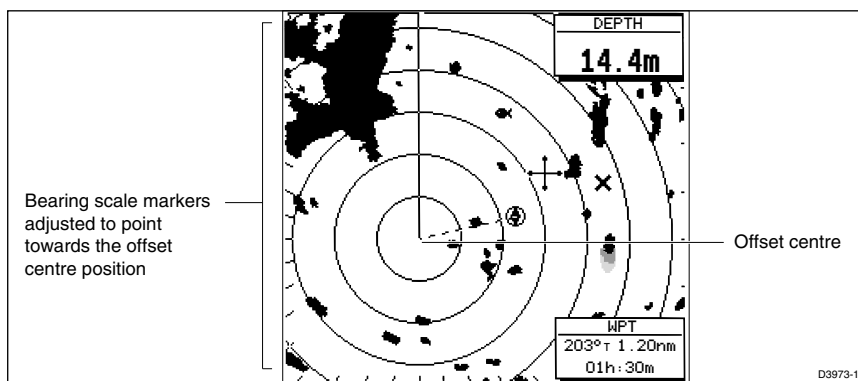 DEPTH
14.4m
Bearing scale markers
adjusted to point
towards the offset
centre position
Offset centre
WPT
203°T 1.20nm
01h:30m
D3973-1